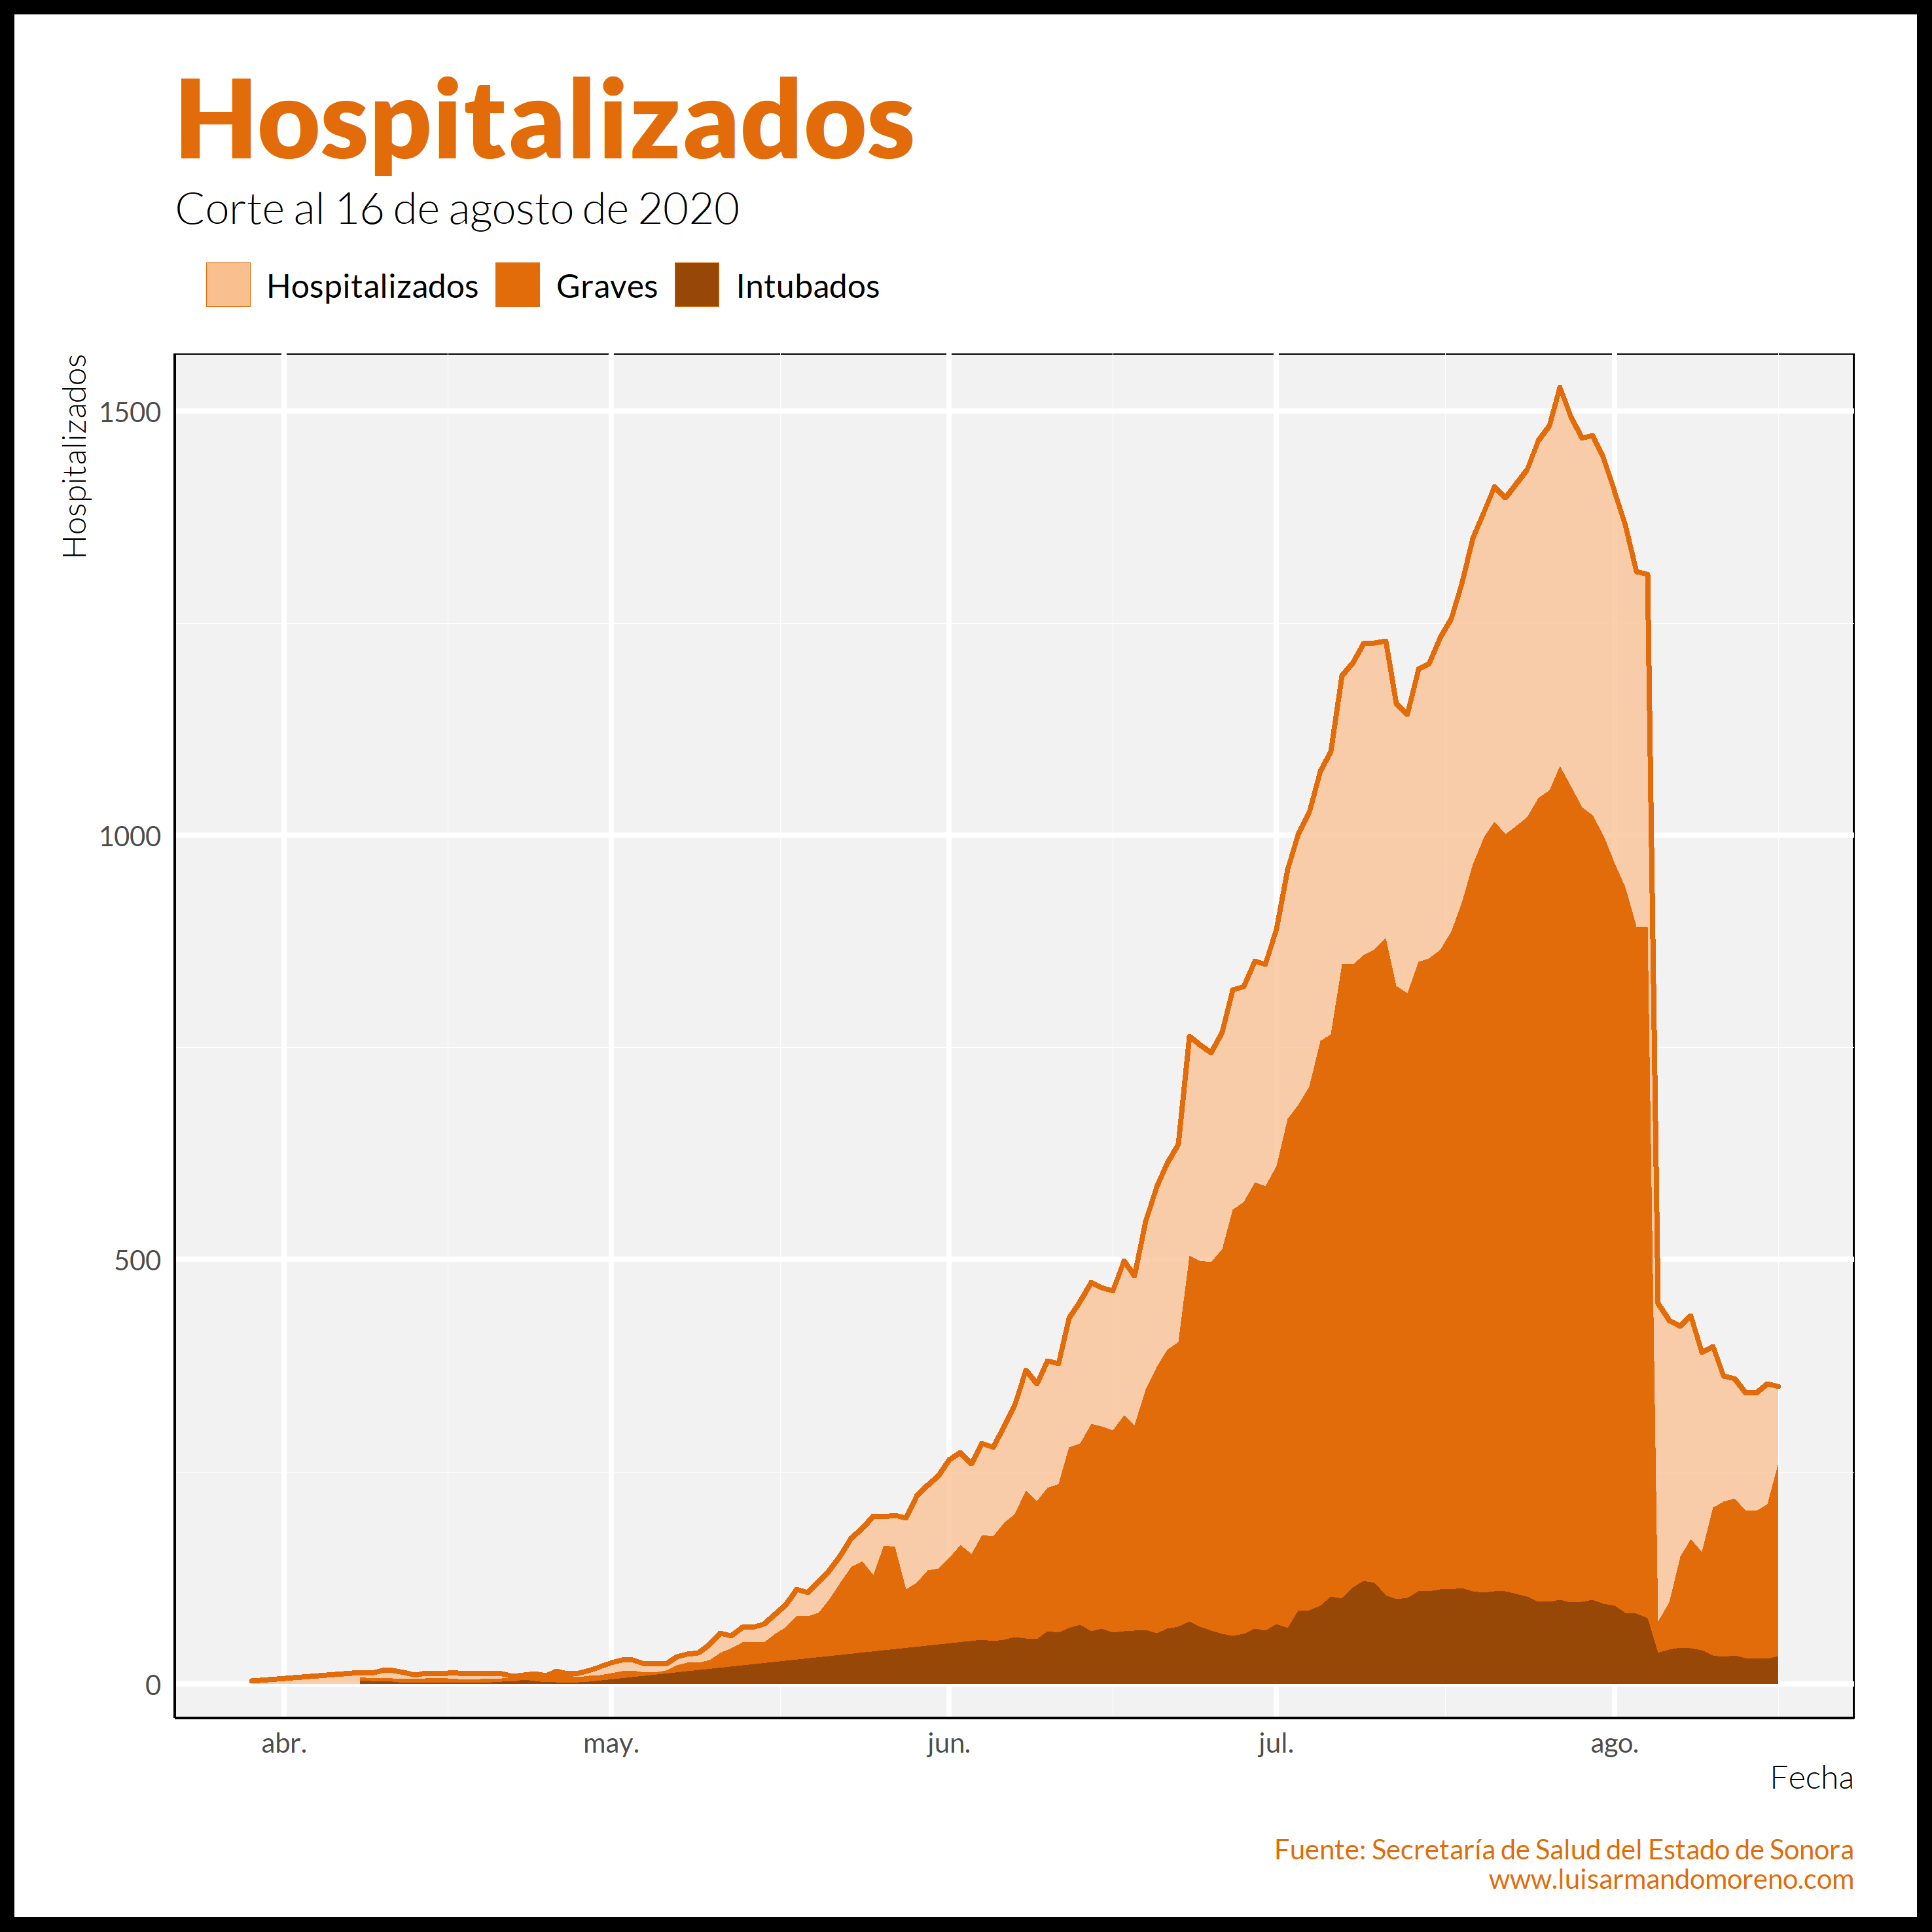 Hospitalizados
Corte al 16 de agosto de 2020
Hospitalizados Graves Intubados
Hospitalizados
1500
1000
500
0
abr. may. jun. jul. ago.
Fecha
Fuente: Secretaría de Salud del Estado de Sonora
www.luisarmandomoreno.com